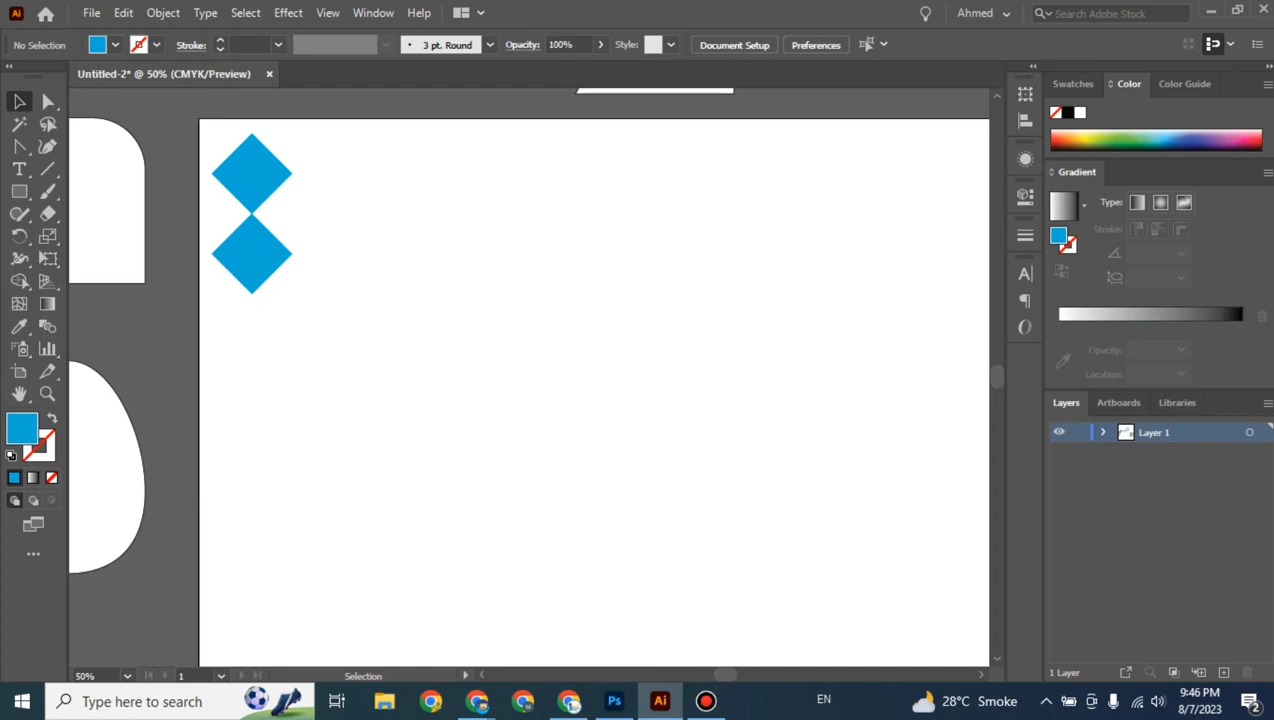 Ai File Edit Object Type Select Effect View Window Help Ahmed Search Adobe Stock
No Selection Stroke: 3 pt. Round Opacity: 100% Style: Document Setup Preferences
Untitled-2* @ 50% (CMYK/Preview)
Swatches Color Color Guide
Gradient
Type:
Stroke:
Opacity:
Location:
Layers Artboards Libraries
Layer 1
50% 1 Selection 1 Layer
Type here to search Ps Ai EN 28°C Smoke 9:46 PM
8/7/2023 2